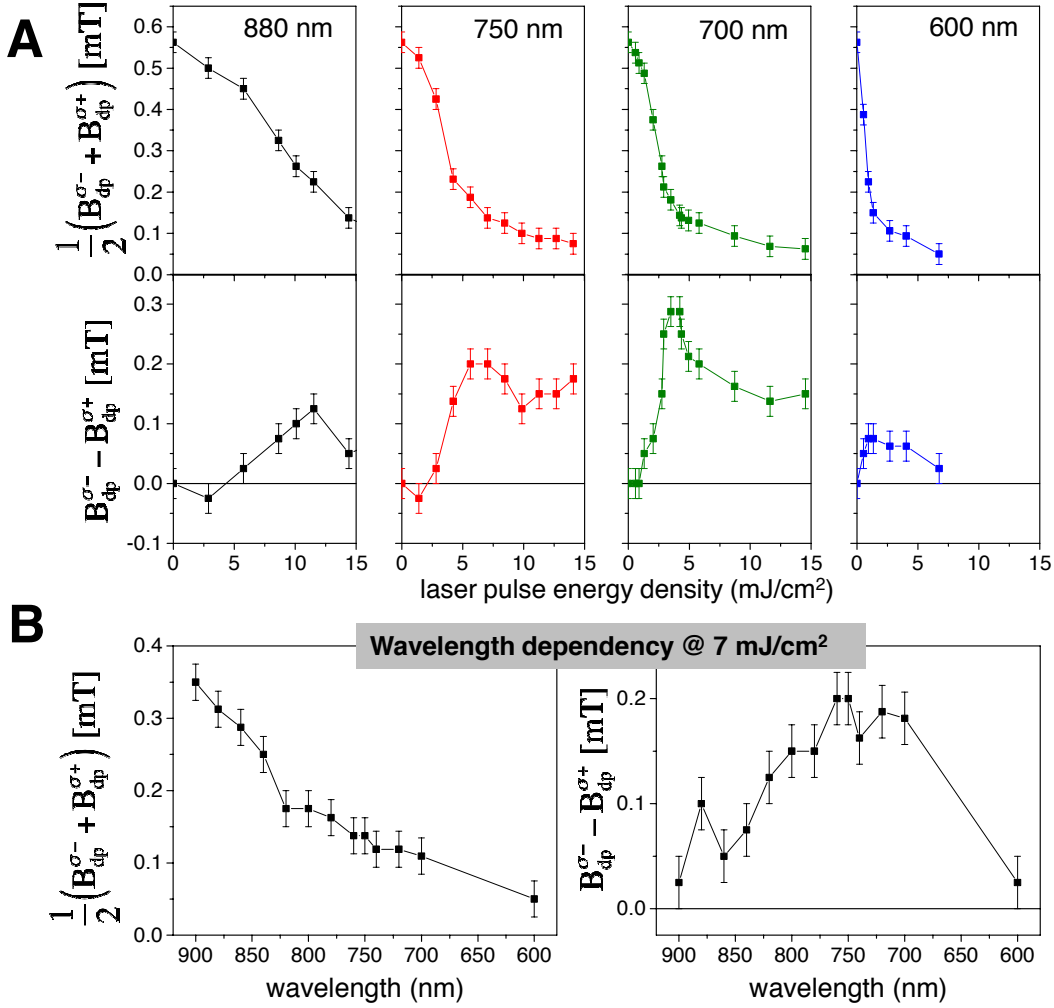 A
880 nm
750 nm
700 nm
600 nm
0.6
0.5
0.4
0.3
0.2
0.1
0.0
½(B_dp^σ− + B_dp^σ+) [mT]
0.3
0.2
0.1
0.0
-0.1
B_dp^σ− − B_dp^σ+ [mT]
0 5 10 15
0 5 10 15
0 5 10 15
0 5 10 15
laser pulse energy density (mJ/cm²)
B
Wavelength dependency @ 7 mJ/cm²
0.4
0.3
0.2
0.1
0.0
½(B_dp^σ− + B_dp^σ+) [mT]
900 850 800 750 700 650 600
wavelength (nm)
0.2
0.1
0.0
B_dp^σ− − B_dp^σ+ [mT]
900 850 800 750 700 650 600
wavelength (nm)